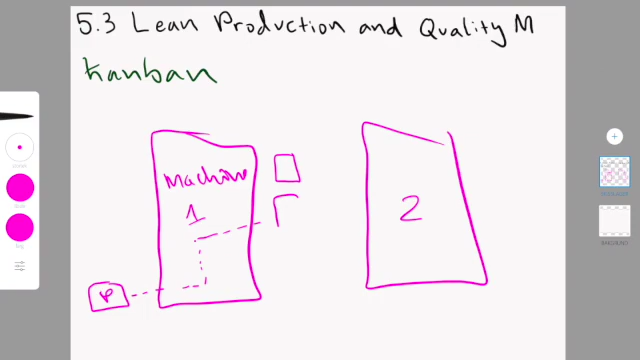 5.3 Lean Production and Quality M
kanban
Machine
1
2
P